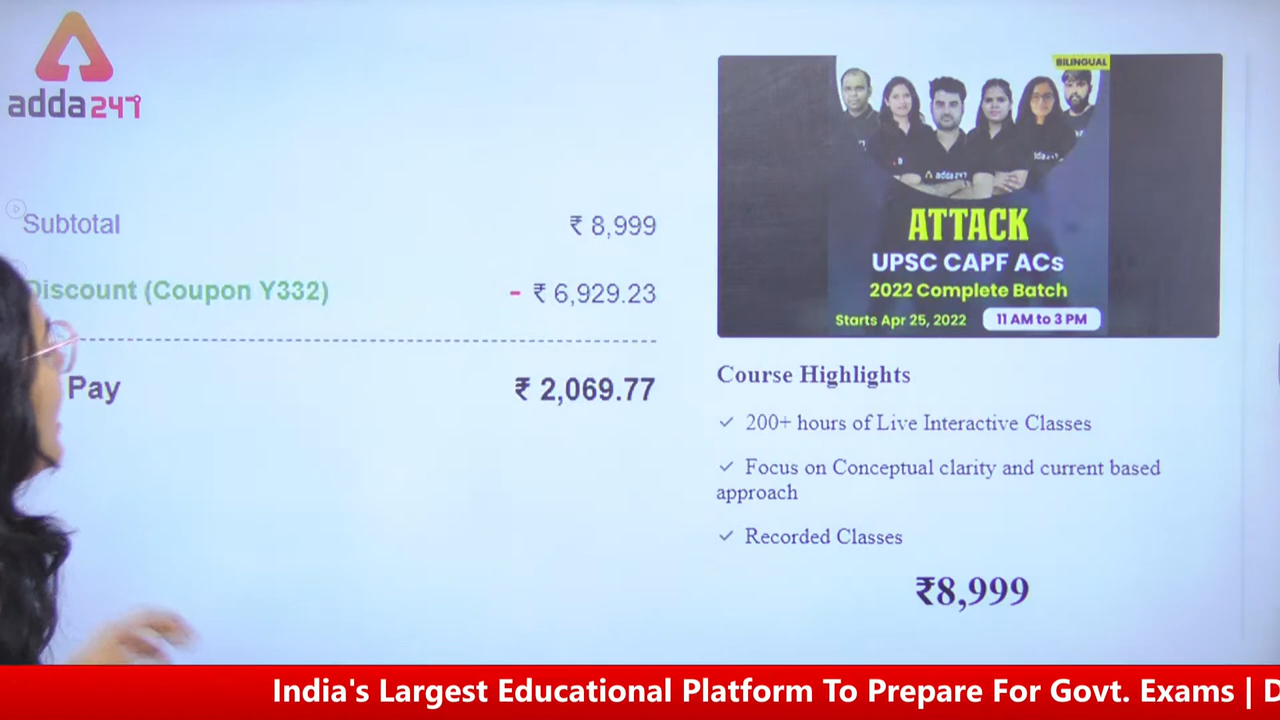 adda247
Subtotal
₹ 8,999
Discount (Coupon Y332)
- ₹ 6,929.23
Pay
₹ 2,069.77
BILINGUAL
adda247
ATTACK
UPSC CAPF ACs
2022 Complete Batch
Starts Apr 25, 2022
11 AM to 3 PM
Course Highlights
✓ 200+ hours of Live Interactive Classes
✓ Focus on Conceptual clarity and current based
approach
✓ Recorded Classes
₹8,999
India's Largest Educational Platform To Prepare For Govt. Exams | D